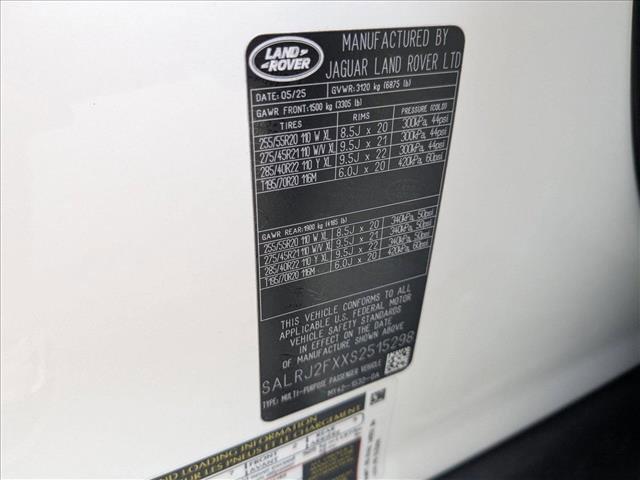 LAND
ROVER
MANUFACTURED BY
JAGUAR LAND ROVER LTD
DATE: 05/25 GVWR: 3120 kg (6875 lb)
GAWR FRONT: 1500 kg (3305 lb)
TIRES RIMS PRESSURE (COLD)
255/55R20 110 W XL 8.5J x 20 300kPa, 44psi
275/45R21 110 W/V XL 9.5J x 21 300kPa, 44psi
285/40R22 110 Y XL 9.5J x 22 300kPa, 44psi
T195/70R20 116M 6.0J x 20 420kPa, 60psi
GAWR REAR: 1900 kg (4185 lb)
255/55R20 110 W XL 8.5J x 20 340kPa, 50psi
275/45R21 110 W/V XL 9.5J x 21 340kPa, 50psi
285/40R22 110 Y XL 9.5J x 22 340kPa, 50psi
T195/70R20 116M 6.0J x 20 420kPa, 60psi
THIS VEHICLE CONFORMS TO ALL
APPLICABLE U.S. FEDERAL MOTOR
VEHICLE SAFETY STANDARDS
IN EFFECT ON THE DATE
OF MANUFACTURE SHOWN ABOVE
SALRJ2FXXS2515298
TYPE: MULTI-PURPOSE PASSENGER VEHICLE
AND LOADING INFORMATION
FRONT
AVANT